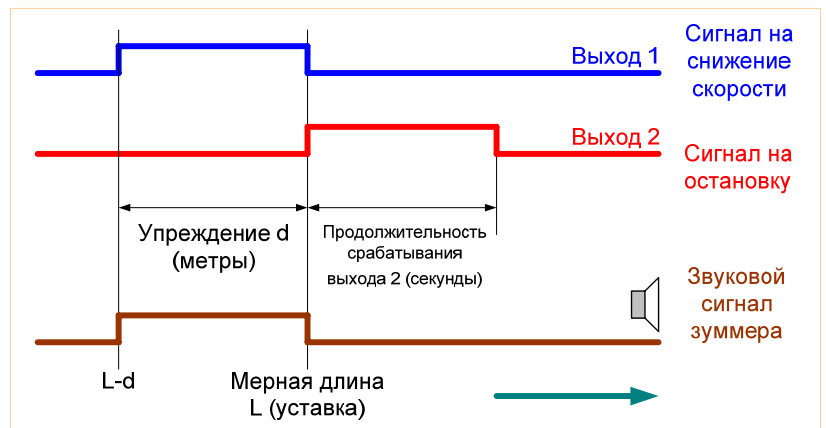 Выход 1
Сигнал на
снижение
скорости
Выход 2
Сигнал на
остановку
Упреждение d
(метры)
Продолжительность
срабатывания
выхода 2 (секунды)
Звуковой
сигнал
зуммера
L-d
Мерная длина
L (уставка)